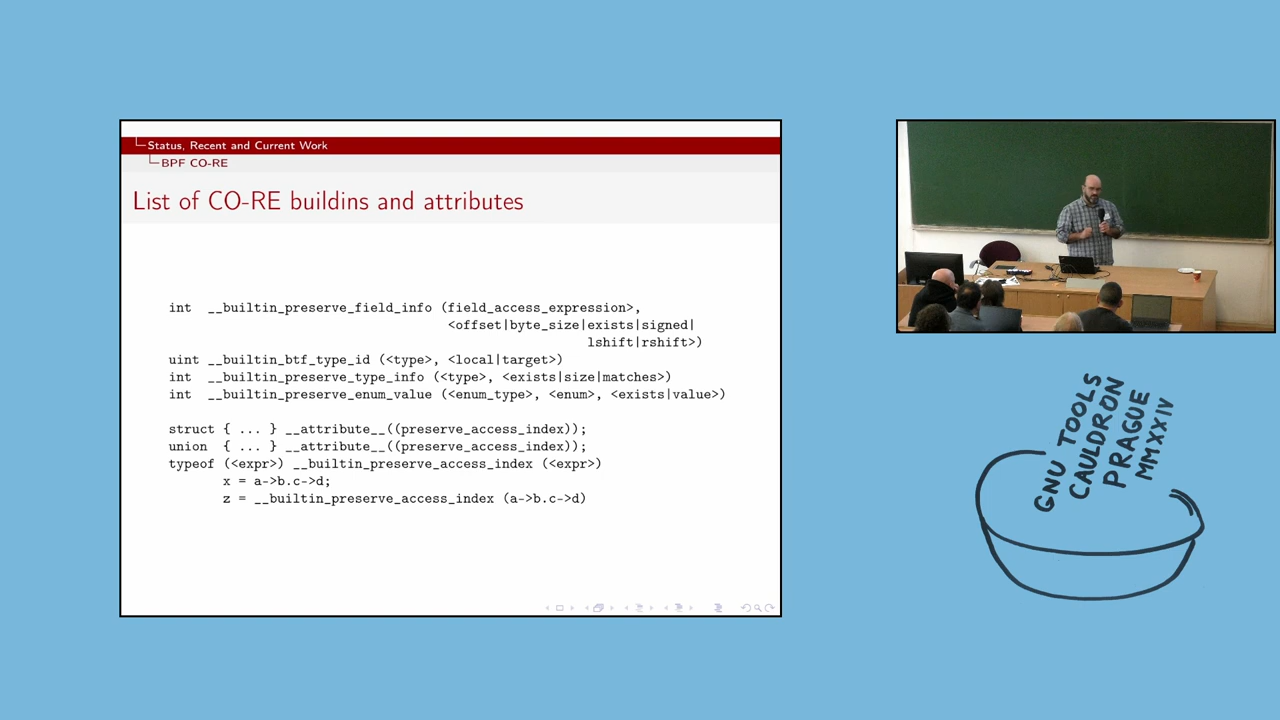 Status, Recent and Current Work
BPF CO-RE
List of CO-RE buildins and attributes
int __builtin_preserve_field_info (field_access_expression>,
<offset|byte_size|exists|signed|
lshift|rshift>)
uint __builtin_btf_type_id (<type>, <local|target>)
int __builtin_preserve_type_info (<type>, <exists|size|matches>)
int __builtin_preserve_enum_value (<enum_type>, <enum>, <exists|value>)
struct { ... } __attribute__((preserve_access_index));
union { ... } __attribute__((preserve_access_index));
typeof (<expr>) __builtin_preserve_access_index (<expr>)
x = a->b.c->d;
z = __builtin_preserve_access_index (a->b.c->d)
GNU TOOLS
CAULDRON
PRAGUE
MMXXIV